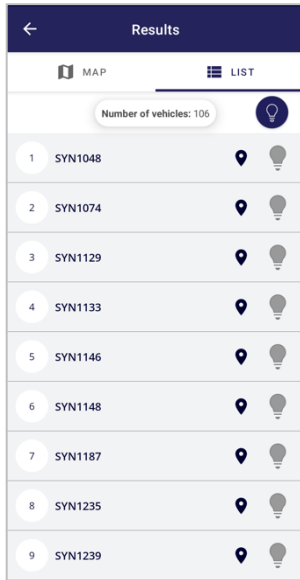 Results
MAP LIST
Number of vehicles: 106
1 SYN1048
2 SYN1074
3 SYN1129
4 SYN1133
5 SYN1146
6 SYN1148
7 SYN1187
8 SYN1235
9 SYN1239